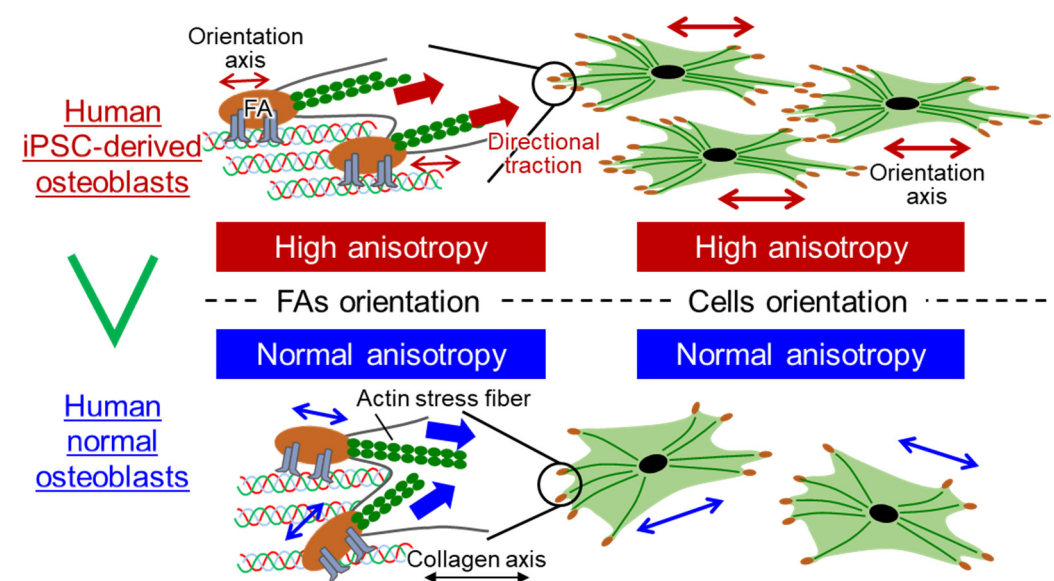 Orientation
axis
FA
Human
iPSC-derived
osteoblasts
Directional
traction
Orientation
axis
High anisotropy
High anisotropy
FAs orientation
Cells orientation
Normal anisotropy
Normal anisotropy
Human
normal
osteoblasts
Actin stress fiber
Collagen axis